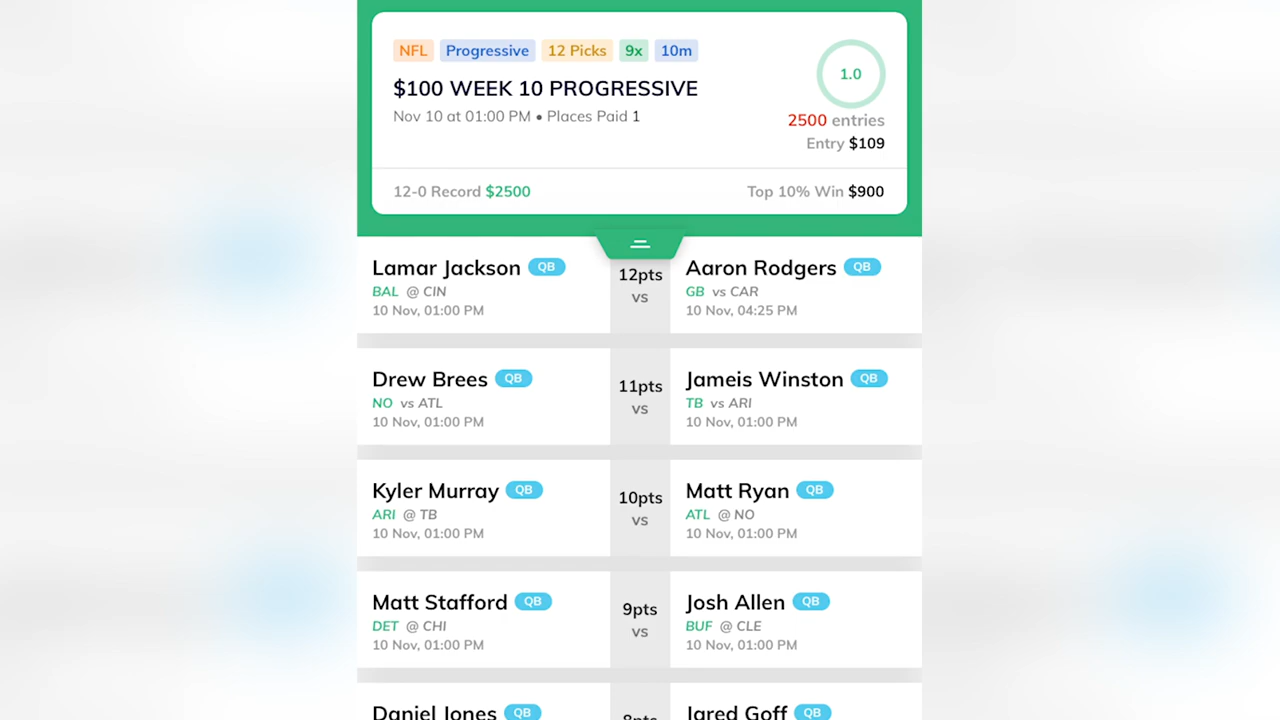 NFL Progressive 12 Picks 9x 10m
1.0
$100 WEEK 10 PROGRESSIVE
Nov 10 at 01:00 PM • Places Paid 1
2500 entries
Entry $109
12-0 Record $2500
Top 10% Win $900
Lamar Jackson QB
BAL @ CIN
10 Nov, 01:00 PM
12pts
vs
Aaron Rodgers QB
GB vs CAR
10 Nov, 04:25 PM
Drew Brees QB
NO vs ATL
10 Nov, 01:00 PM
11pts
vs
Jameis Winston QB
TB vs ARI
10 Nov, 01:00 PM
Kyler Murray QB
ARI @ TB
10 Nov, 01:00 PM
10pts
vs
Matt Ryan QB
ATL @ NO
10 Nov, 01:00 PM
Matt Stafford QB
DET @ CHI
10 Nov, 01:00 PM
9pts
vs
Josh Allen QB
BUF @ CLE
10 Nov, 01:00 PM
Daniel Jones QB
8pts
Jared Goff QB